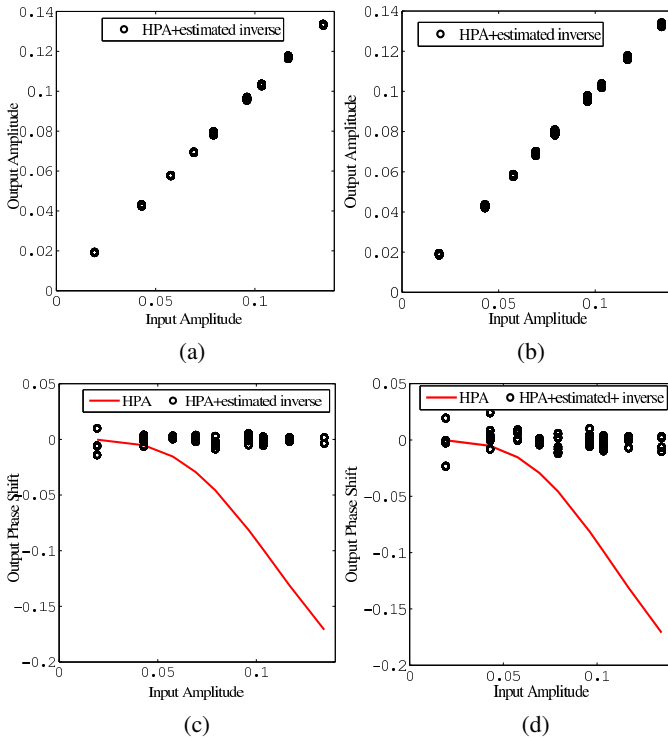 0.14
0.12
0.1
0.08
0.06
0.04
0.02
0
0
0.05
0.1
Output Amplitude
Input Amplitude
HPA+estimated inverse
(a)
0.14
0.12
0.1
0.08
0.06
0.04
0.02
0
0
0.05
0.1
Output Amplitude
Input Amplitude
HPA+estimated inverse
(b)
0.05
0
-0.05
-0.1
-0.15
-0.2
0
0.05
0.1
Output Phase Shift
Input Amplitude
HPA
HPA+estimated inverse
(c)
0.05
0
-0.05
-0.1
-0.15
-0.2
0
0.05
0.1
Output Phase Shift
Input Amplitude
HPA
HPA+estimated+ inverse
(d)